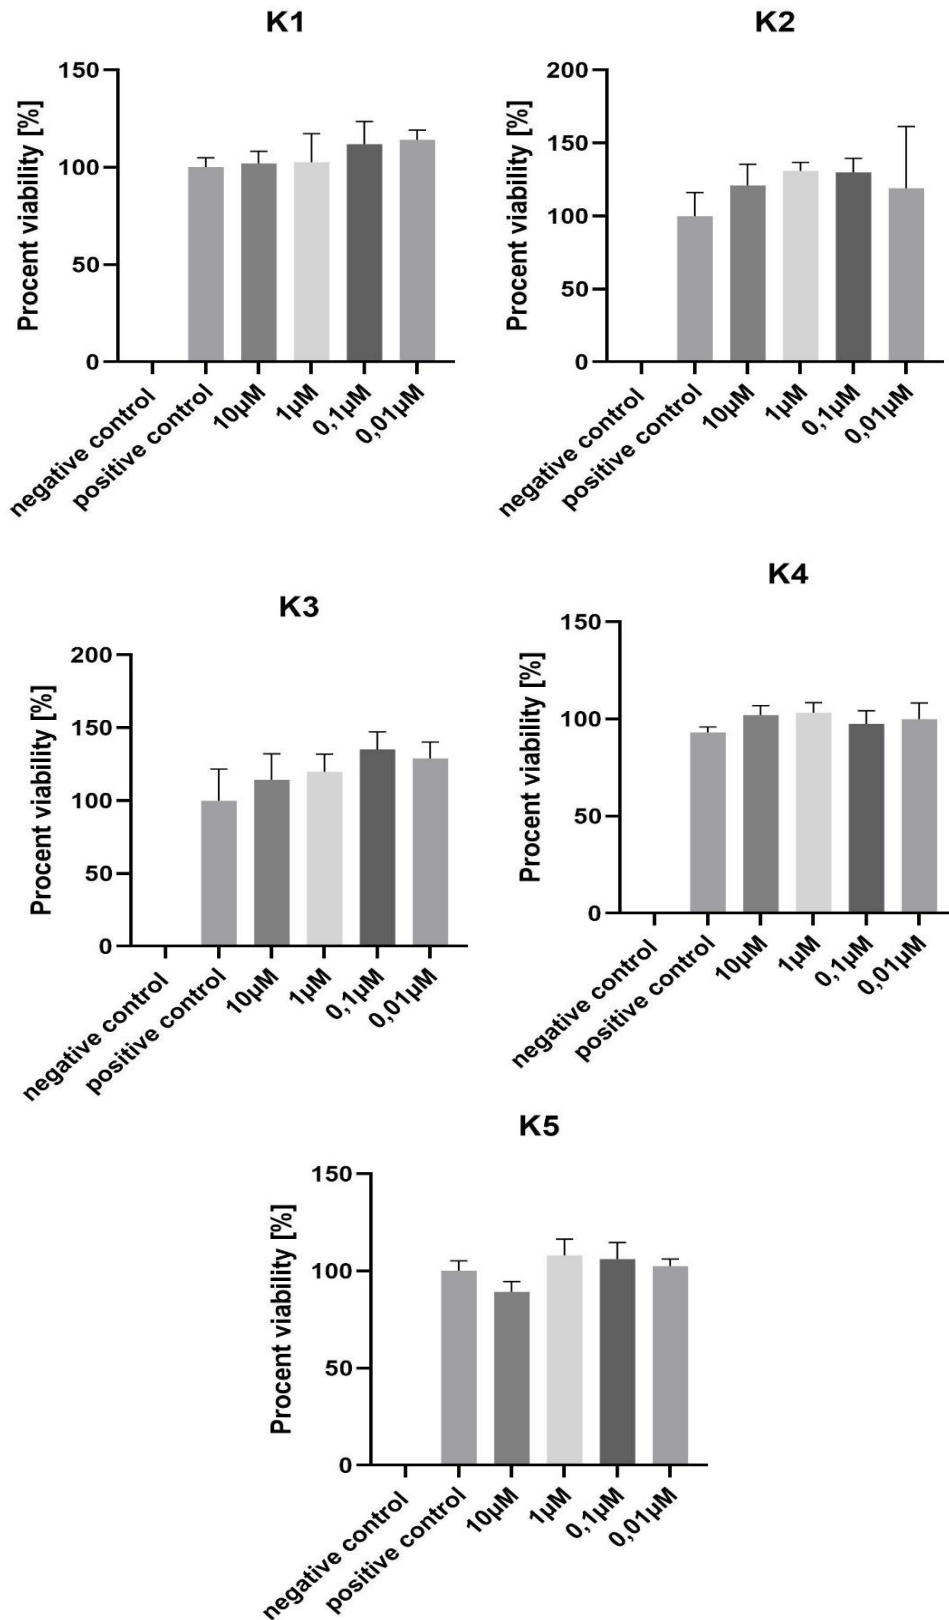 K1
Procent viability [%]
150
100
50
0
negative control
positive control
10µM
1µM
0,1µM
0,01µM
K2
Procent viability [%]
200
150
100
50
0
negative control
positive control
10µM
1µM
0,1µM
0,01µM
K3
Procent viability [%]
200
150
100
50
0
negative control
positive control
10µM
1µM
0,1µM
0,01µM
K4
Procent viability [%]
150
100
50
0
negative control
positive control
10µM
1µM
0,1µM
0,01µM
K5
Procent viability [%]
150
100
50
0
negative control
positive control
10µM
1µM
0,1µM
0,01µM